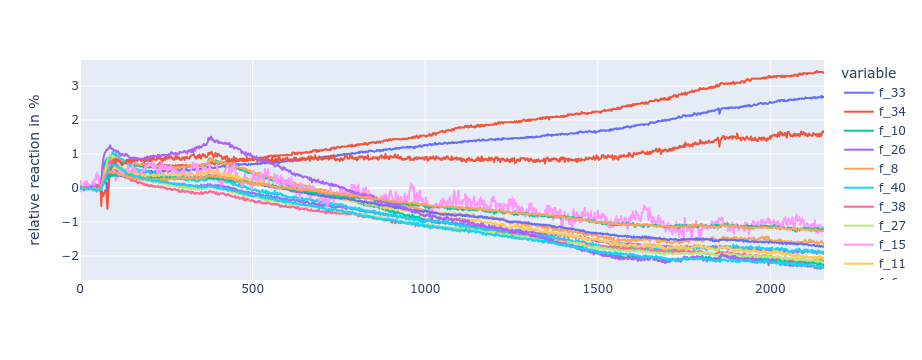 relative reaction in %
3
2
1
0
−1
−2
0
500
1000
1500
2000
variable
f_33
f_34
f_10
f_26
f_8
f_40
f_38
f_27
f_15
f_11